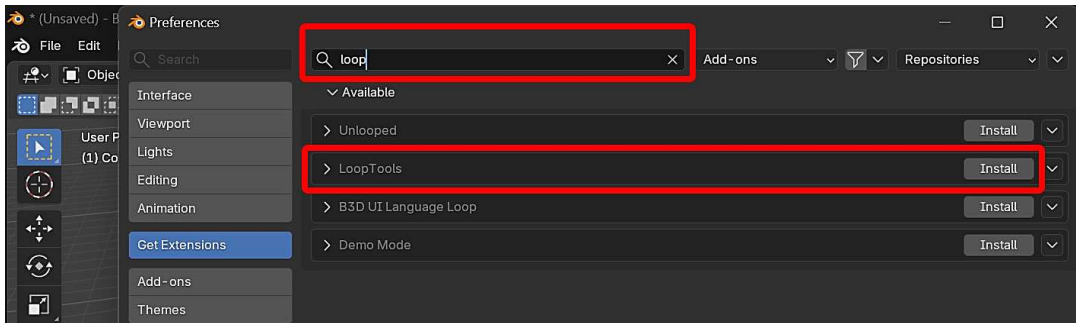 * (Unsaved) - B
Preferences
File Edit
Search
loop
Add-ons
Repositories
Objec
Interface
Available
Viewport
Unlooped
Install
User P
(1) Co
Lights
LoopTools
Install
Editing
Animation
B3D UI Language Loop
Install
Get Extensions
Demo Mode
Install
Add-ons
Themes